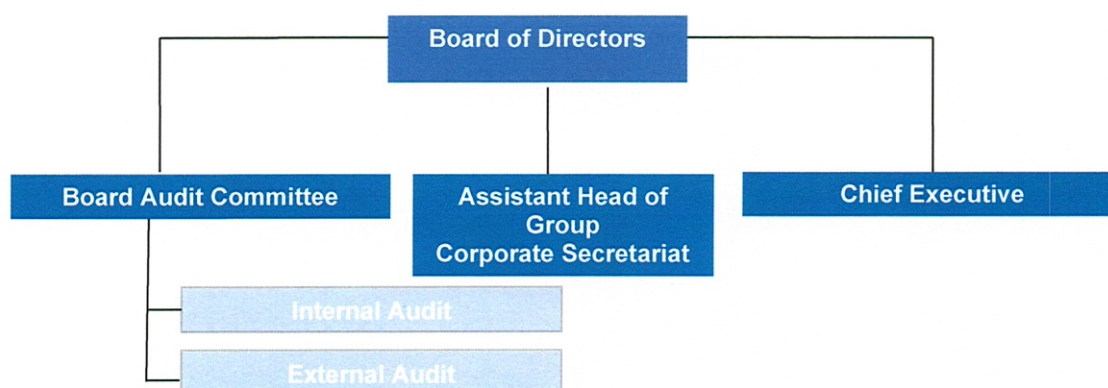 Board of Directors
Board Audit Committee
Assistant Head of
Group
Corporate Secretariat
Chief Executive
Internal Audit
External Audit